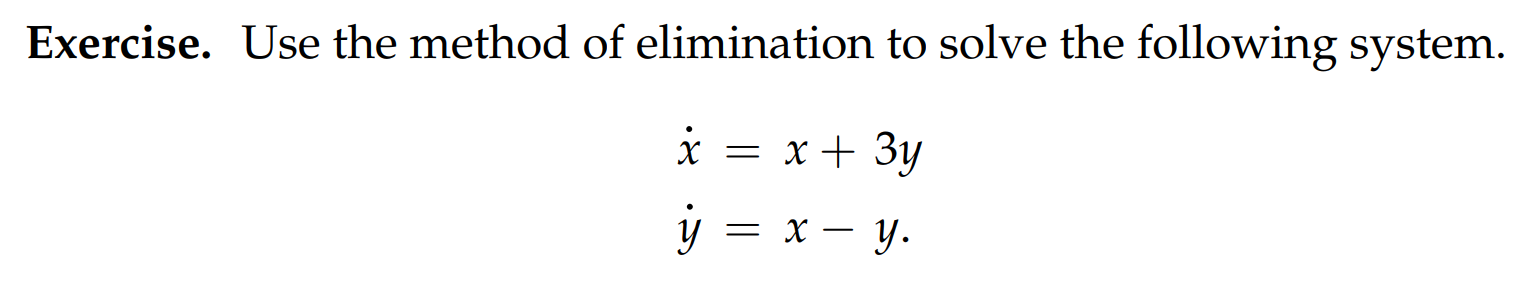 Exercise. Use the method of elimination to solve the following system.
ẋ = x + 3y
ẏ = x − y.